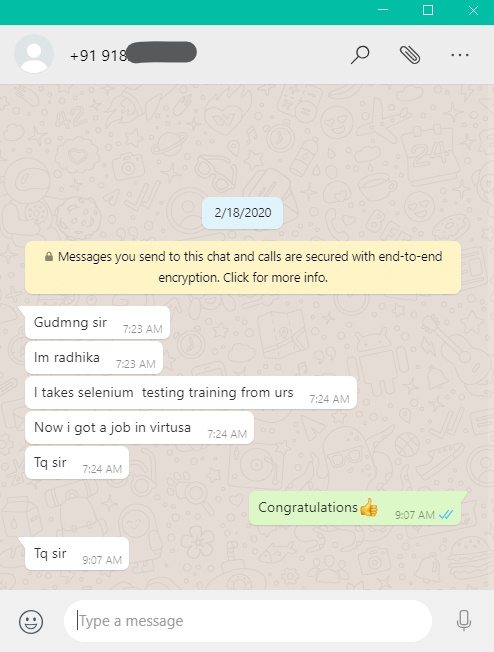 +91 918
2/18/2020
Messages you send to this chat and calls are secured with end-to-end
encryption. Click for more info.
Gudmng sir 7:23 AM
Im radhika 7:23 AM
I takes selenium testing training from urs 7:24 AM
Now i got a job in virtusa 7:24 AM
Tq sir 7:24 AM
Congratulations👍 9:07 AM
Tq sir 9:07 AM
Type a message